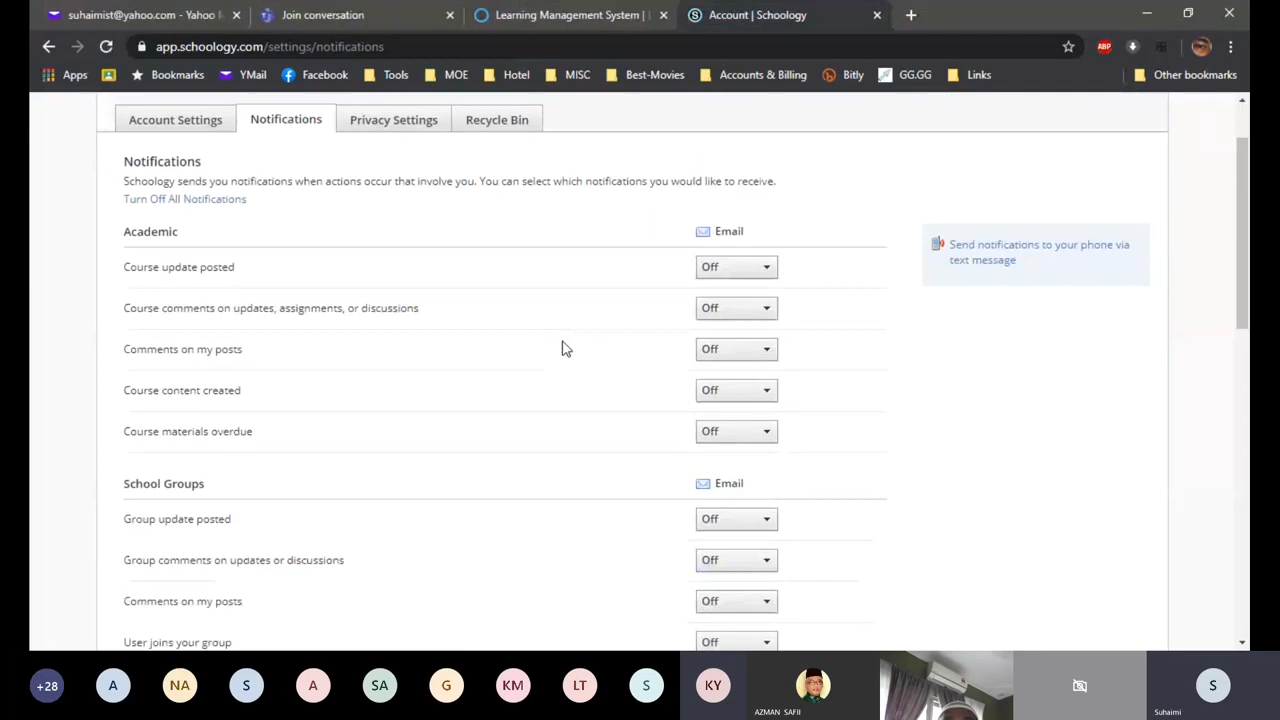 suhaimist@yahoo.com - Yahoo
Join conversation
Learning Management System |
Account | Schoology
app.schoology.com/settings/notifications
ABP
Apps
Bookmarks
YMail
Facebook
Tools
MOE
Hotel
MISC
Best-Movies
Accounts & Billing
Bitly
GG.GG
Links
Other bookmarks
Account Settings
Notifications
Privacy Settings
Recycle Bin
Notifications
Schoology sends you notifications when actions occur that involve you. You can select which notifications you would like to receive.
Turn Off All Notifications
Academic Email
Send notifications to your phone via
text message
Course update posted Off
Course comments on updates, assignments, or discussions Off
Comments on my posts Off
Course content created Off
Course materials overdue Off
School Groups Email
Group update posted Off
Group comments on updates or discussions Off
Comments on my posts Off
User joins your group Off
+28
A
NA
S
A
SA
G
KM
LT
S
KY
AZMAN SAFII
S
Suhaimi